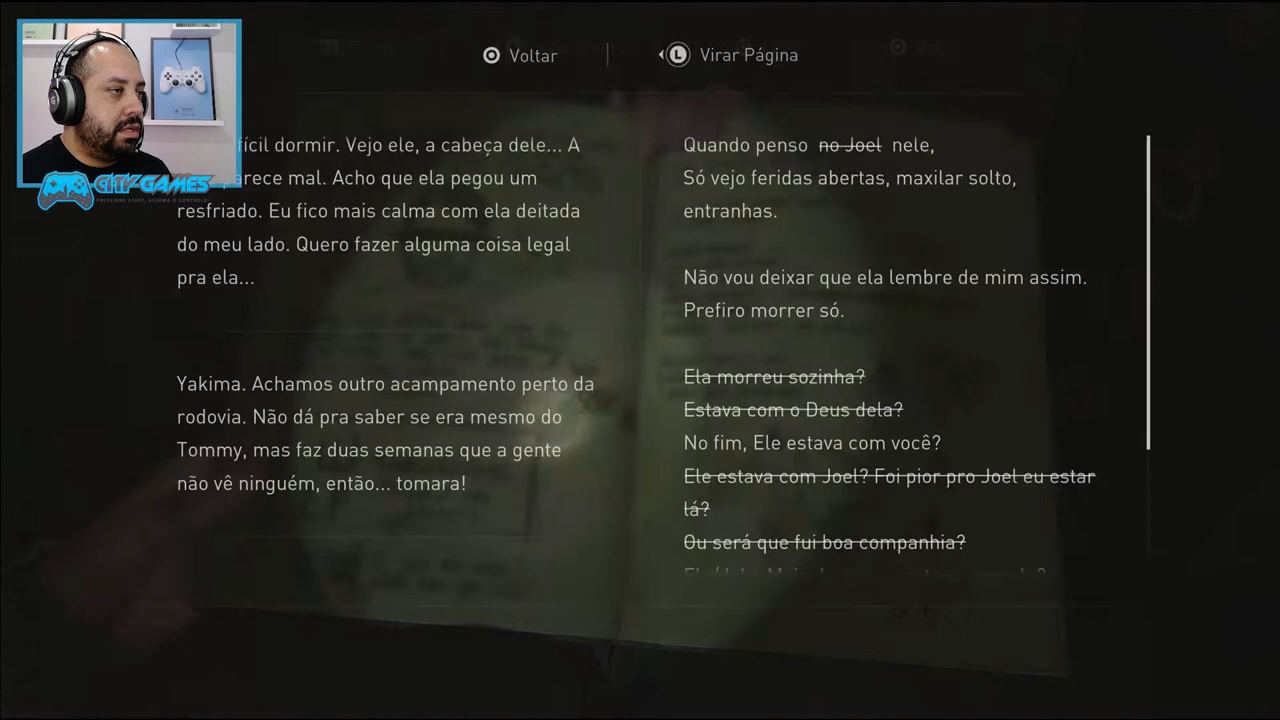 Voltar
L Virar Página
CITY GAMES
PRESSIONE START, ASSUMA O CONTROLE!
ícil dormir. Vejo ele, a cabeça dele... A
parece mal. Acho que ela pegou um
resfriado. Eu fico mais calma com ela deitada
do meu lado. Quero fazer alguma coisa legal
pra ela...
Yakima. Achamos outro acampamento perto da
rodovia. Não dá pra saber se era mesmo do
Tommy, mas faz duas semanas que a gente
não vê ninguém, então... tomara!
Quando penso no Joel nele,
Só vejo feridas abertas, maxilar solto,
entranhas.
Não vou deixar que ela lembre de mim assim.
Prefiro morrer só.
Ela morreu sozinha?
Estava com o Deus dela?
No fim, Ele estava com você?
Ele estava com Joel? Foi pior pro Joel eu estar
lá?
Ou será que fui boa companhia?